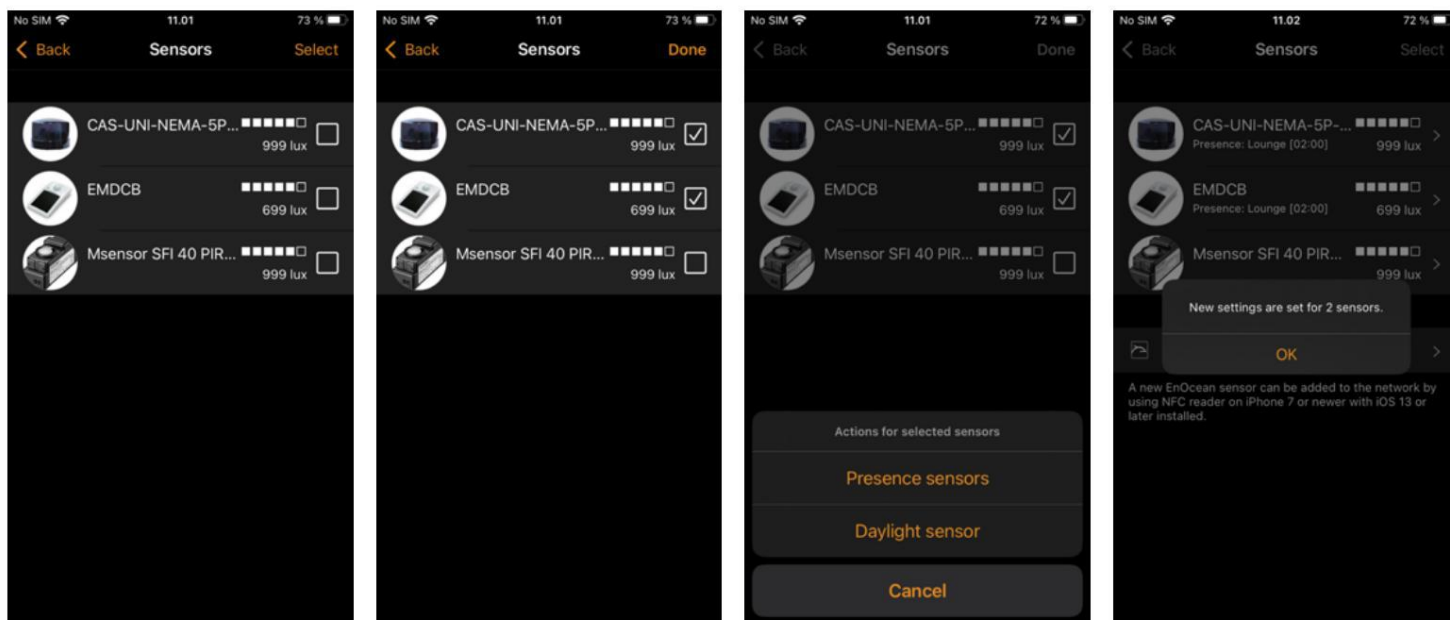 No SIM 11.01 73 %
Back Sensors Select
CAS-UNI-NEMA-5P...
999 lux
EMDCB
699 lux
Msensor SFI 40 PIR...
999 lux
No SIM 11.01 73 %
Back Sensors Done
CAS-UNI-NEMA-5P...
999 lux
EMDCB
699 lux
Msensor SFI 40 PIR...
999 lux
No SIM 11.01 72 %
Back Sensors Done
CAS-UNI-NEMA-5P...
999 lux
EMDCB
699 lux
Msensor SFI 40 PIR...
999 lux
Actions for selected sensors
Presence sensors
Daylight sensor
Cancel
No SIM 11.02 72 %
Back Sensors Select
CAS-UNI-NEMA-5P-...
Presence: Lounge [02:00] 999 lux
EMDCB
Presence: Lounge [02:00] 699 lux
Msensor SFI 40 PIR...
999 lux
New settings are set for 2 sensors.
OK
A new EnOcean sensor can be added to the network by
using NFC reader on iPhone 7 or newer with iOS 13 or
later installed.